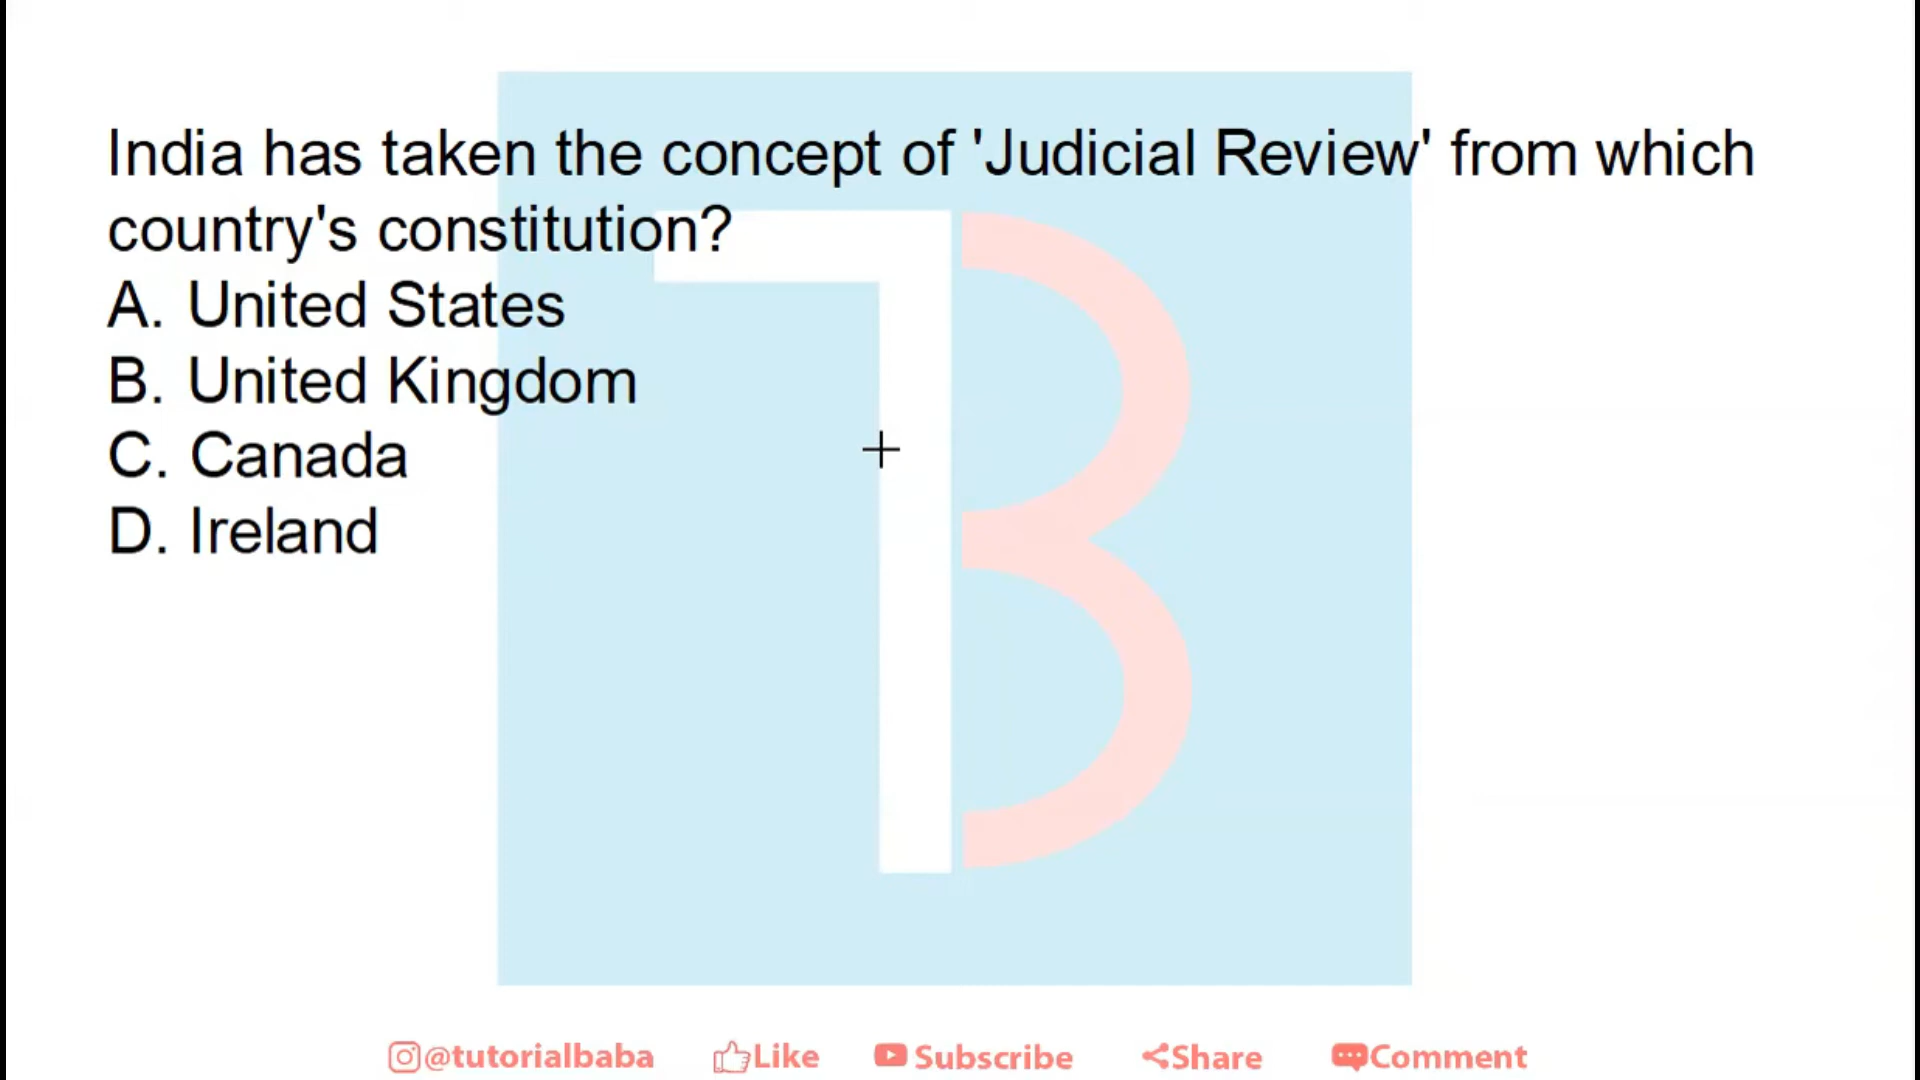 India has taken the concept of 'Judicial Review' from which
country's constitution?
A. United States
B. United Kingdom
C. Canada
D. Ireland
@tutorialbaba Like Subscribe Share Comment